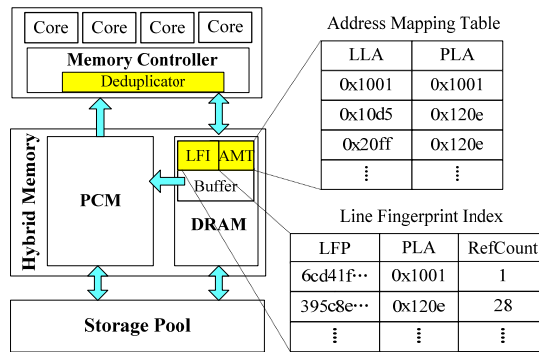 Core Core Core Core
Memory Controller
Deduplicator
Hybrid Memory
PCM
LFI AMT
Buffer
DRAM
Storage Pool
Address Mapping Table
LLA PLA
0x1001 0x1001
0x10d5 0x120e
0x20ff 0x120e
⋮ ⋮
Line Fingerprint Index
LFP PLA RefCount
6cd41f··· 0x1001 1
395c8e··· 0x120e 28
⋮ ⋮ ⋮